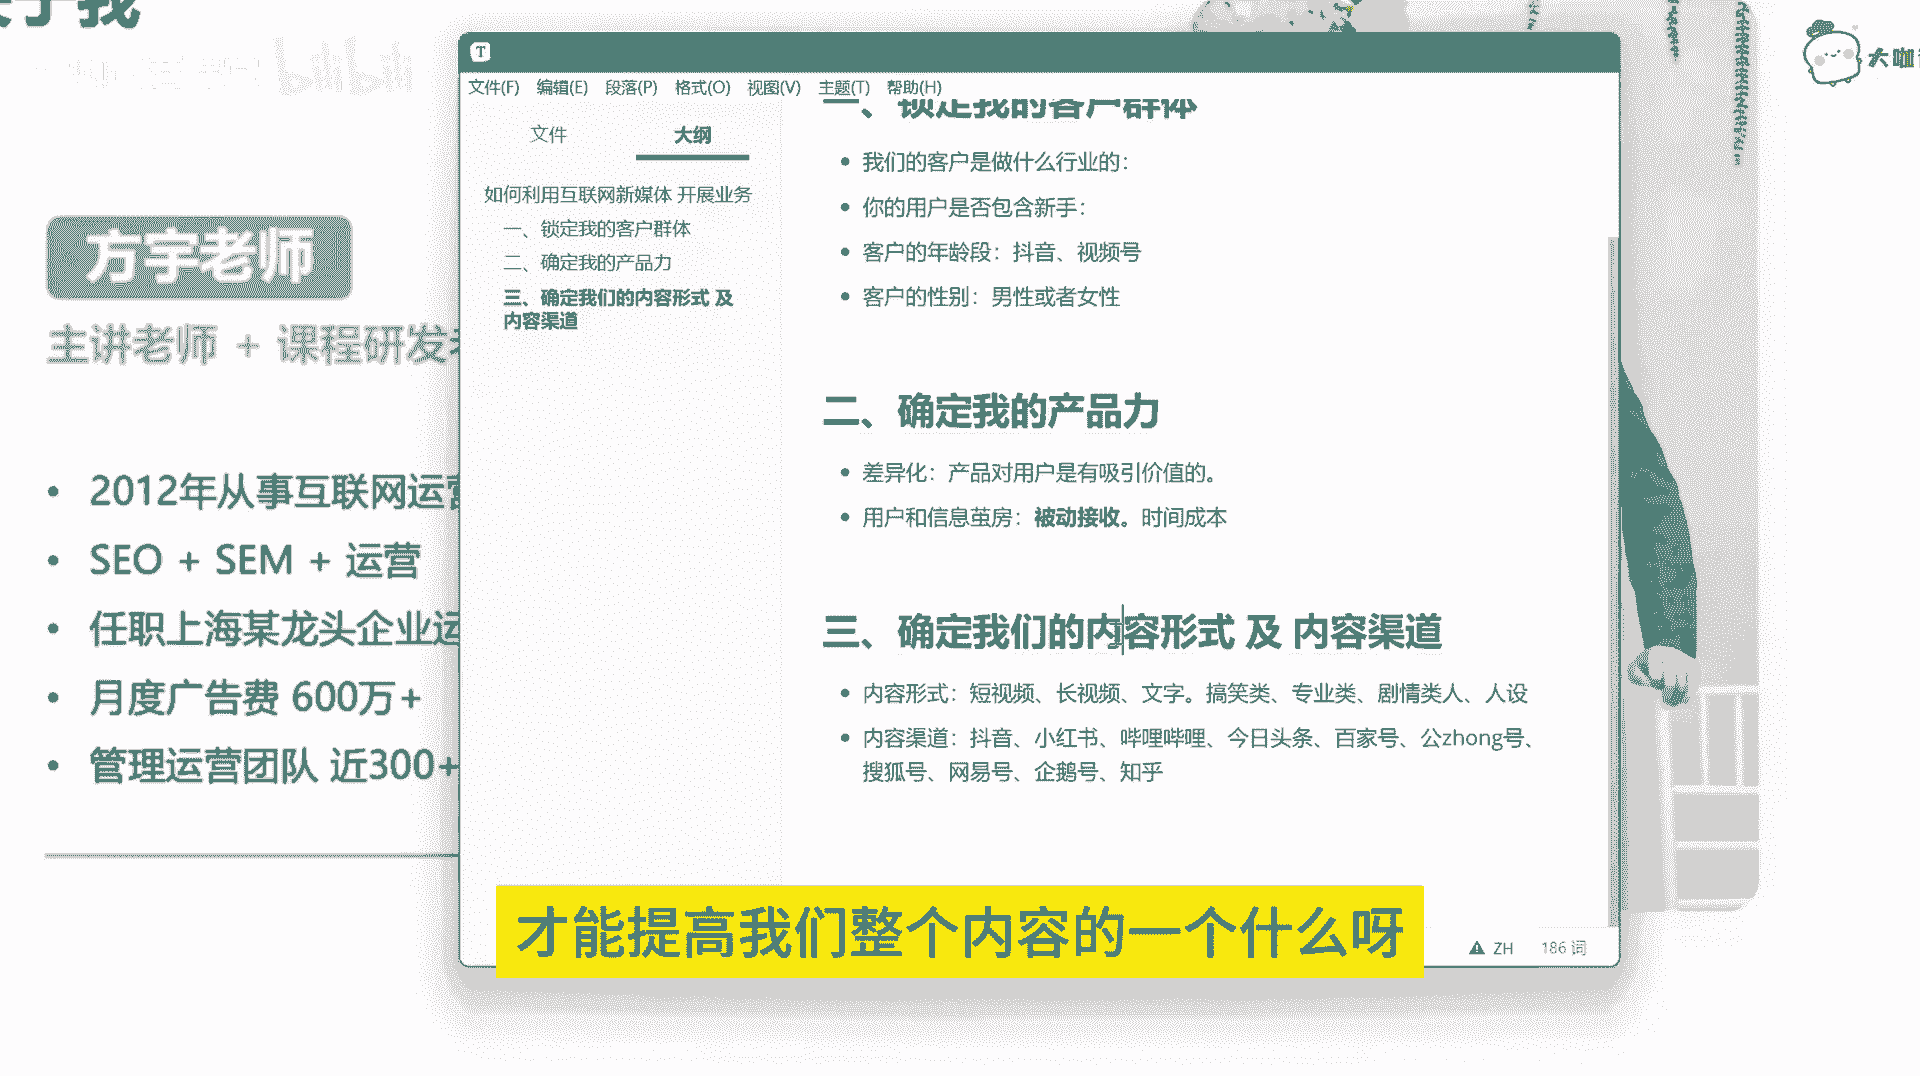 于我
bilibili
大咖
方宇老师
主讲老师 + 课程研发
2012年从事互联网运营
SEO + SEM + 运营
任职上海某龙头企业运
月度广告费 600万+
管理运营团队 近300+
T
文件(F) 编辑(E) 段落(P) 格式(O) 视图(V) 主题(T) 帮助(H)
文件 大纲
如何利用互联网新媒体 开展业务
一、锁定我的客户群体
二、确定我的产品力
三、确定我们的内容形式 及
内容渠道
一、锁定我的客户群体
我们的客户是做什么行业的：
你的用户是否包含新手：
客户的年龄段：抖音、视频号
客户的性别：男性或者女性
二、确定我的产品力
差异化：产品对用户是有吸引价值的。
用户和信息茧房：被动接收。时间成本
三、确定我们的内容形式 及 内容渠道
内容形式：短视频、长视频、文字。搞笑类、专业类、剧情类人、人设
内容渠道：抖音、小红书、哔哩哔哩、今日头条、百家号、公zhong号、
搜狐号、网易号、企鹅号、知乎
才能提高我们整个内容的一个什么呀
ZH 186 词